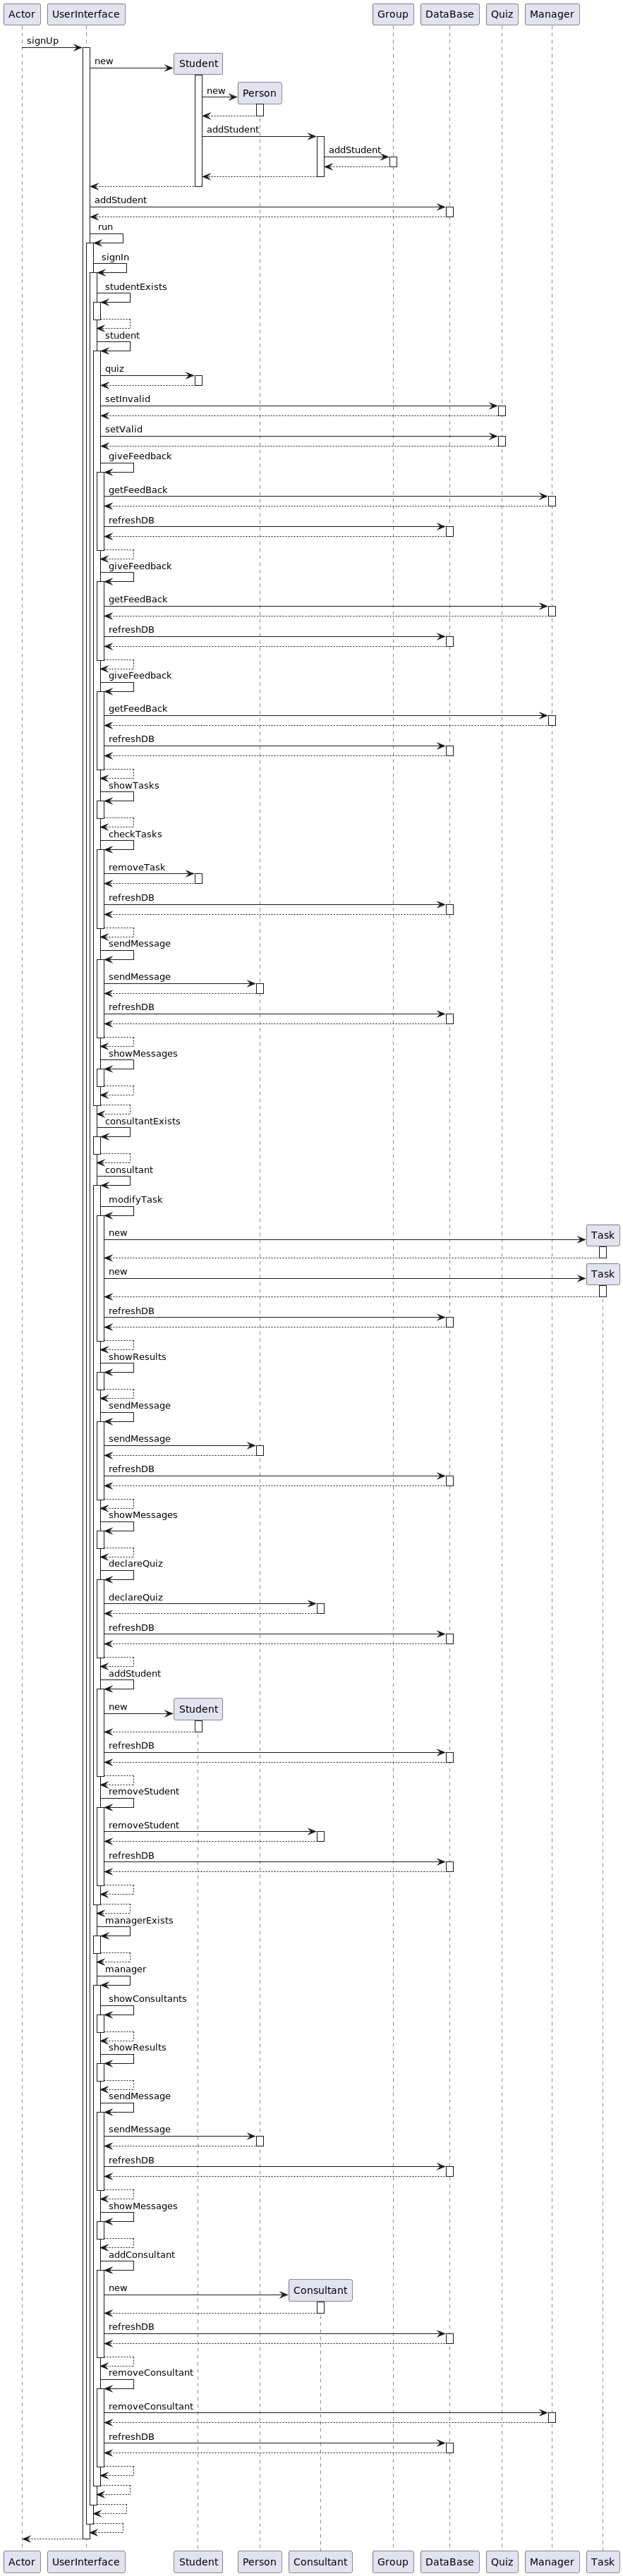 Actor UserInterface Group DataBase Quiz Manager
signUp
new
Student
new
Person
addStudent
addStudent
addStudent
run
signIn
studentExists
student
quiz
setInvalid
setValid
giveFeedback
getFeedBack
refreshDB
giveFeedback
getFeedBack
refreshDB
giveFeedback
getFeedBack
refreshDB
showTasks
checkTasks
removeTask
refreshDB
sendMessage
sendMessage
refreshDB
showMessages
consultantExists
consultant
modifyTask
new
Task
new
Task
refreshDB
showResults
sendMessage
sendMessage
refreshDB
showMessages
declareQuiz
declareQuiz
refreshDB
addStudent
new
Student
refreshDB
removeStudent
removeStudent
refreshDB
managerExists
manager
showConsultants
showResults
sendMessage
sendMessage
refreshDB
showMessages
addConsultant
new
Consultant
refreshDB
removeConsultant
removeConsultant
refreshDB
Actor UserInterface Student Person Consultant Group DataBase Quiz Manager Task